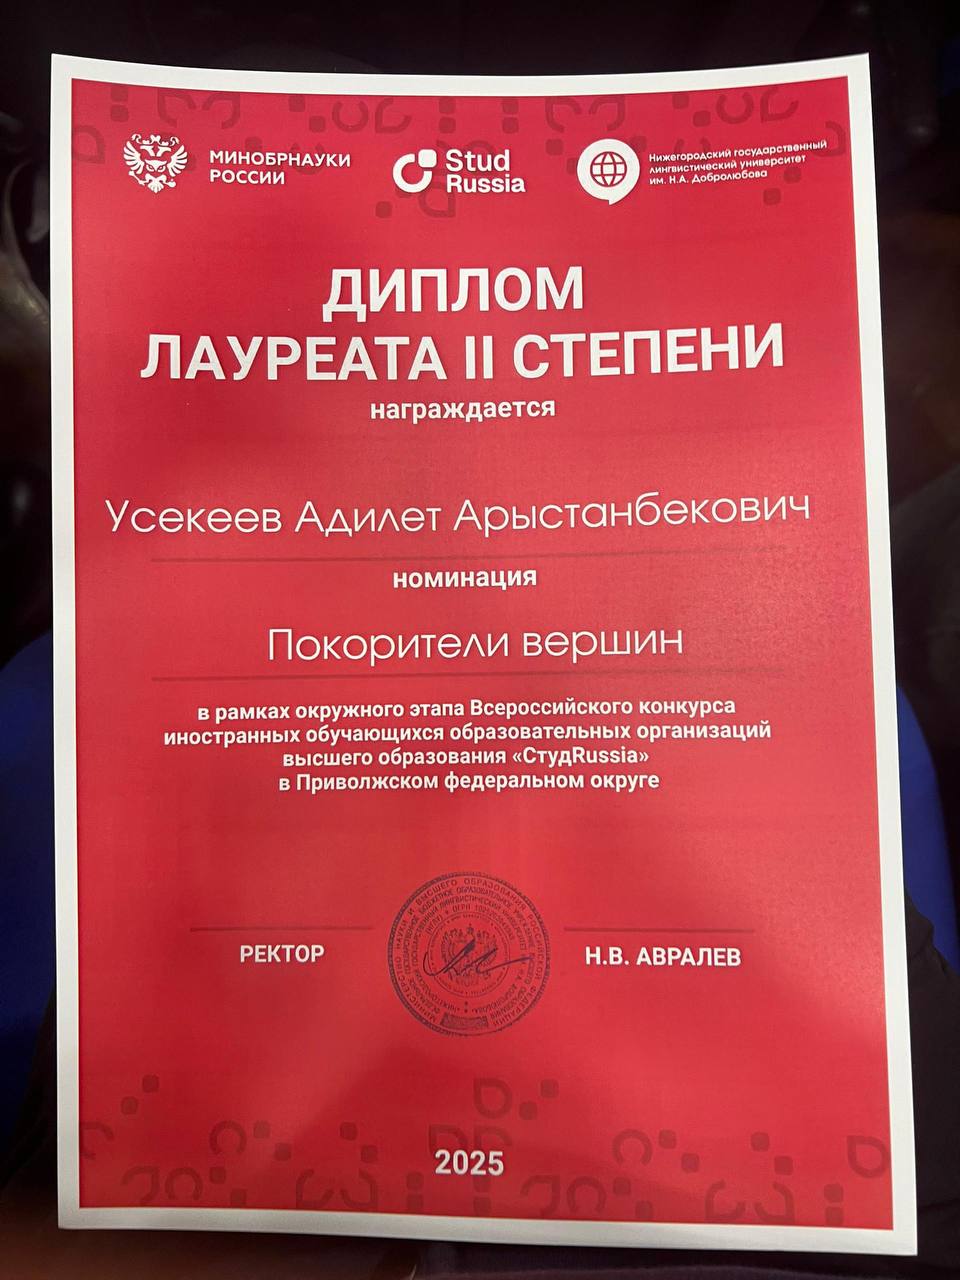 МИНОБРНАУКИ
РОССИИ
Stud
Russia
Нижегородский государственный
лингвистический университет
им. Н.А. Добролюбова
ДИПЛОМ
ЛАУРЕАТА II СТЕПЕНИ
награждается
Усекеев Адилет Арыстанбекович
номинация
Покорители вершин
в рамках окружного этапа Всероссийского конкурса
иностранных обучающихся образовательных организаций
высшего образования «СтудRussia»
в Приволжском федеральном округе
РЕКТОР
Н.В. АВРАЛЕВ
2025